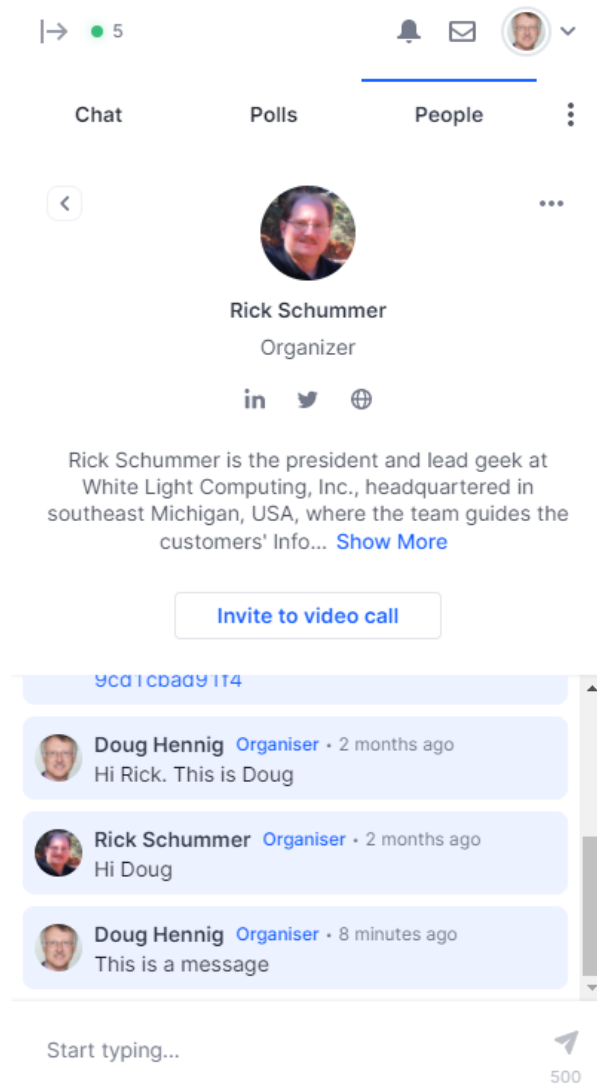 5
Chat Polls People
Rick Schummer
Organizer
in
Rick Schummer is the president and lead geek at
White Light Computing, Inc., headquartered in
southeast Michigan, USA, where the team guides the
customers' Info... Show More
Invite to video call
9cd1cbad91f4
Doug Hennig Organiser • 2 months ago
Hi Rick. This is Doug
Rick Schummer Organiser • 2 months ago
Hi Doug
Doug Hennig Organiser • 8 minutes ago
This is a message
Start typing...
500